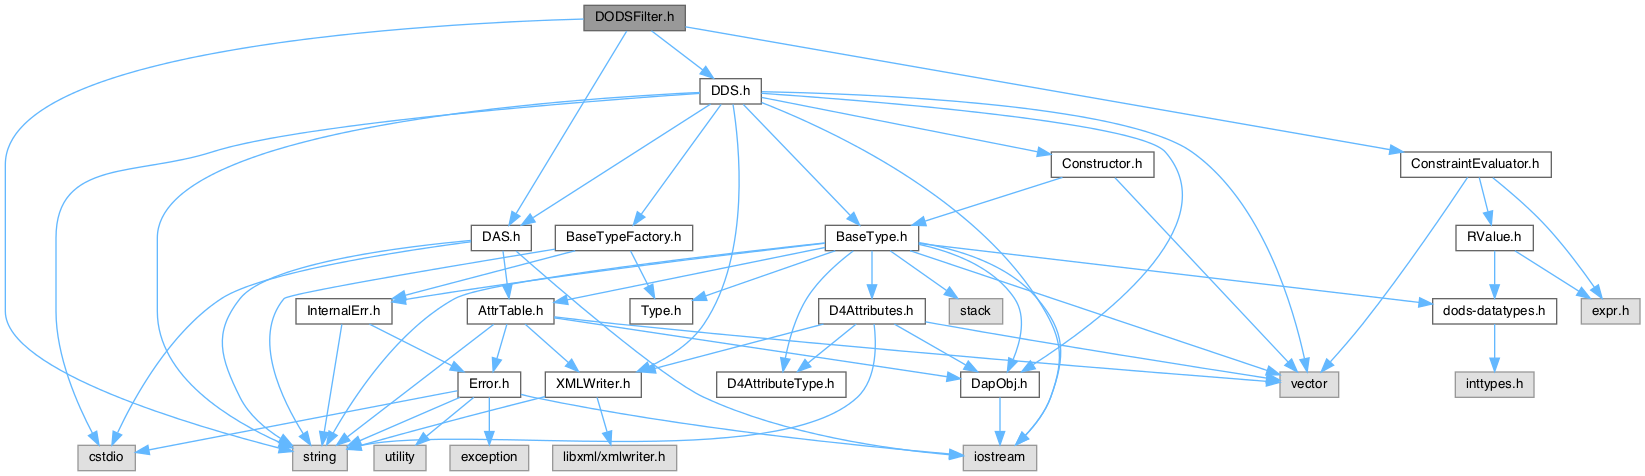 DODSFilter.h
DDS.h
Constructor.h
ConstraintEvaluator.h
DAS.h
BaseTypeFactory.h
BaseType.h
RValue.h
InternalErr.h
AttrTable.h
Type.h
D4Attributes.h
stack
dods-datatypes.h
expr.h
Error.h
XMLWriter.h
D4AttributeType.h
DapObj.h
vector
inttypes.h
cstdio
string
utility
exception
libxml/xmlwriter.h
iostream